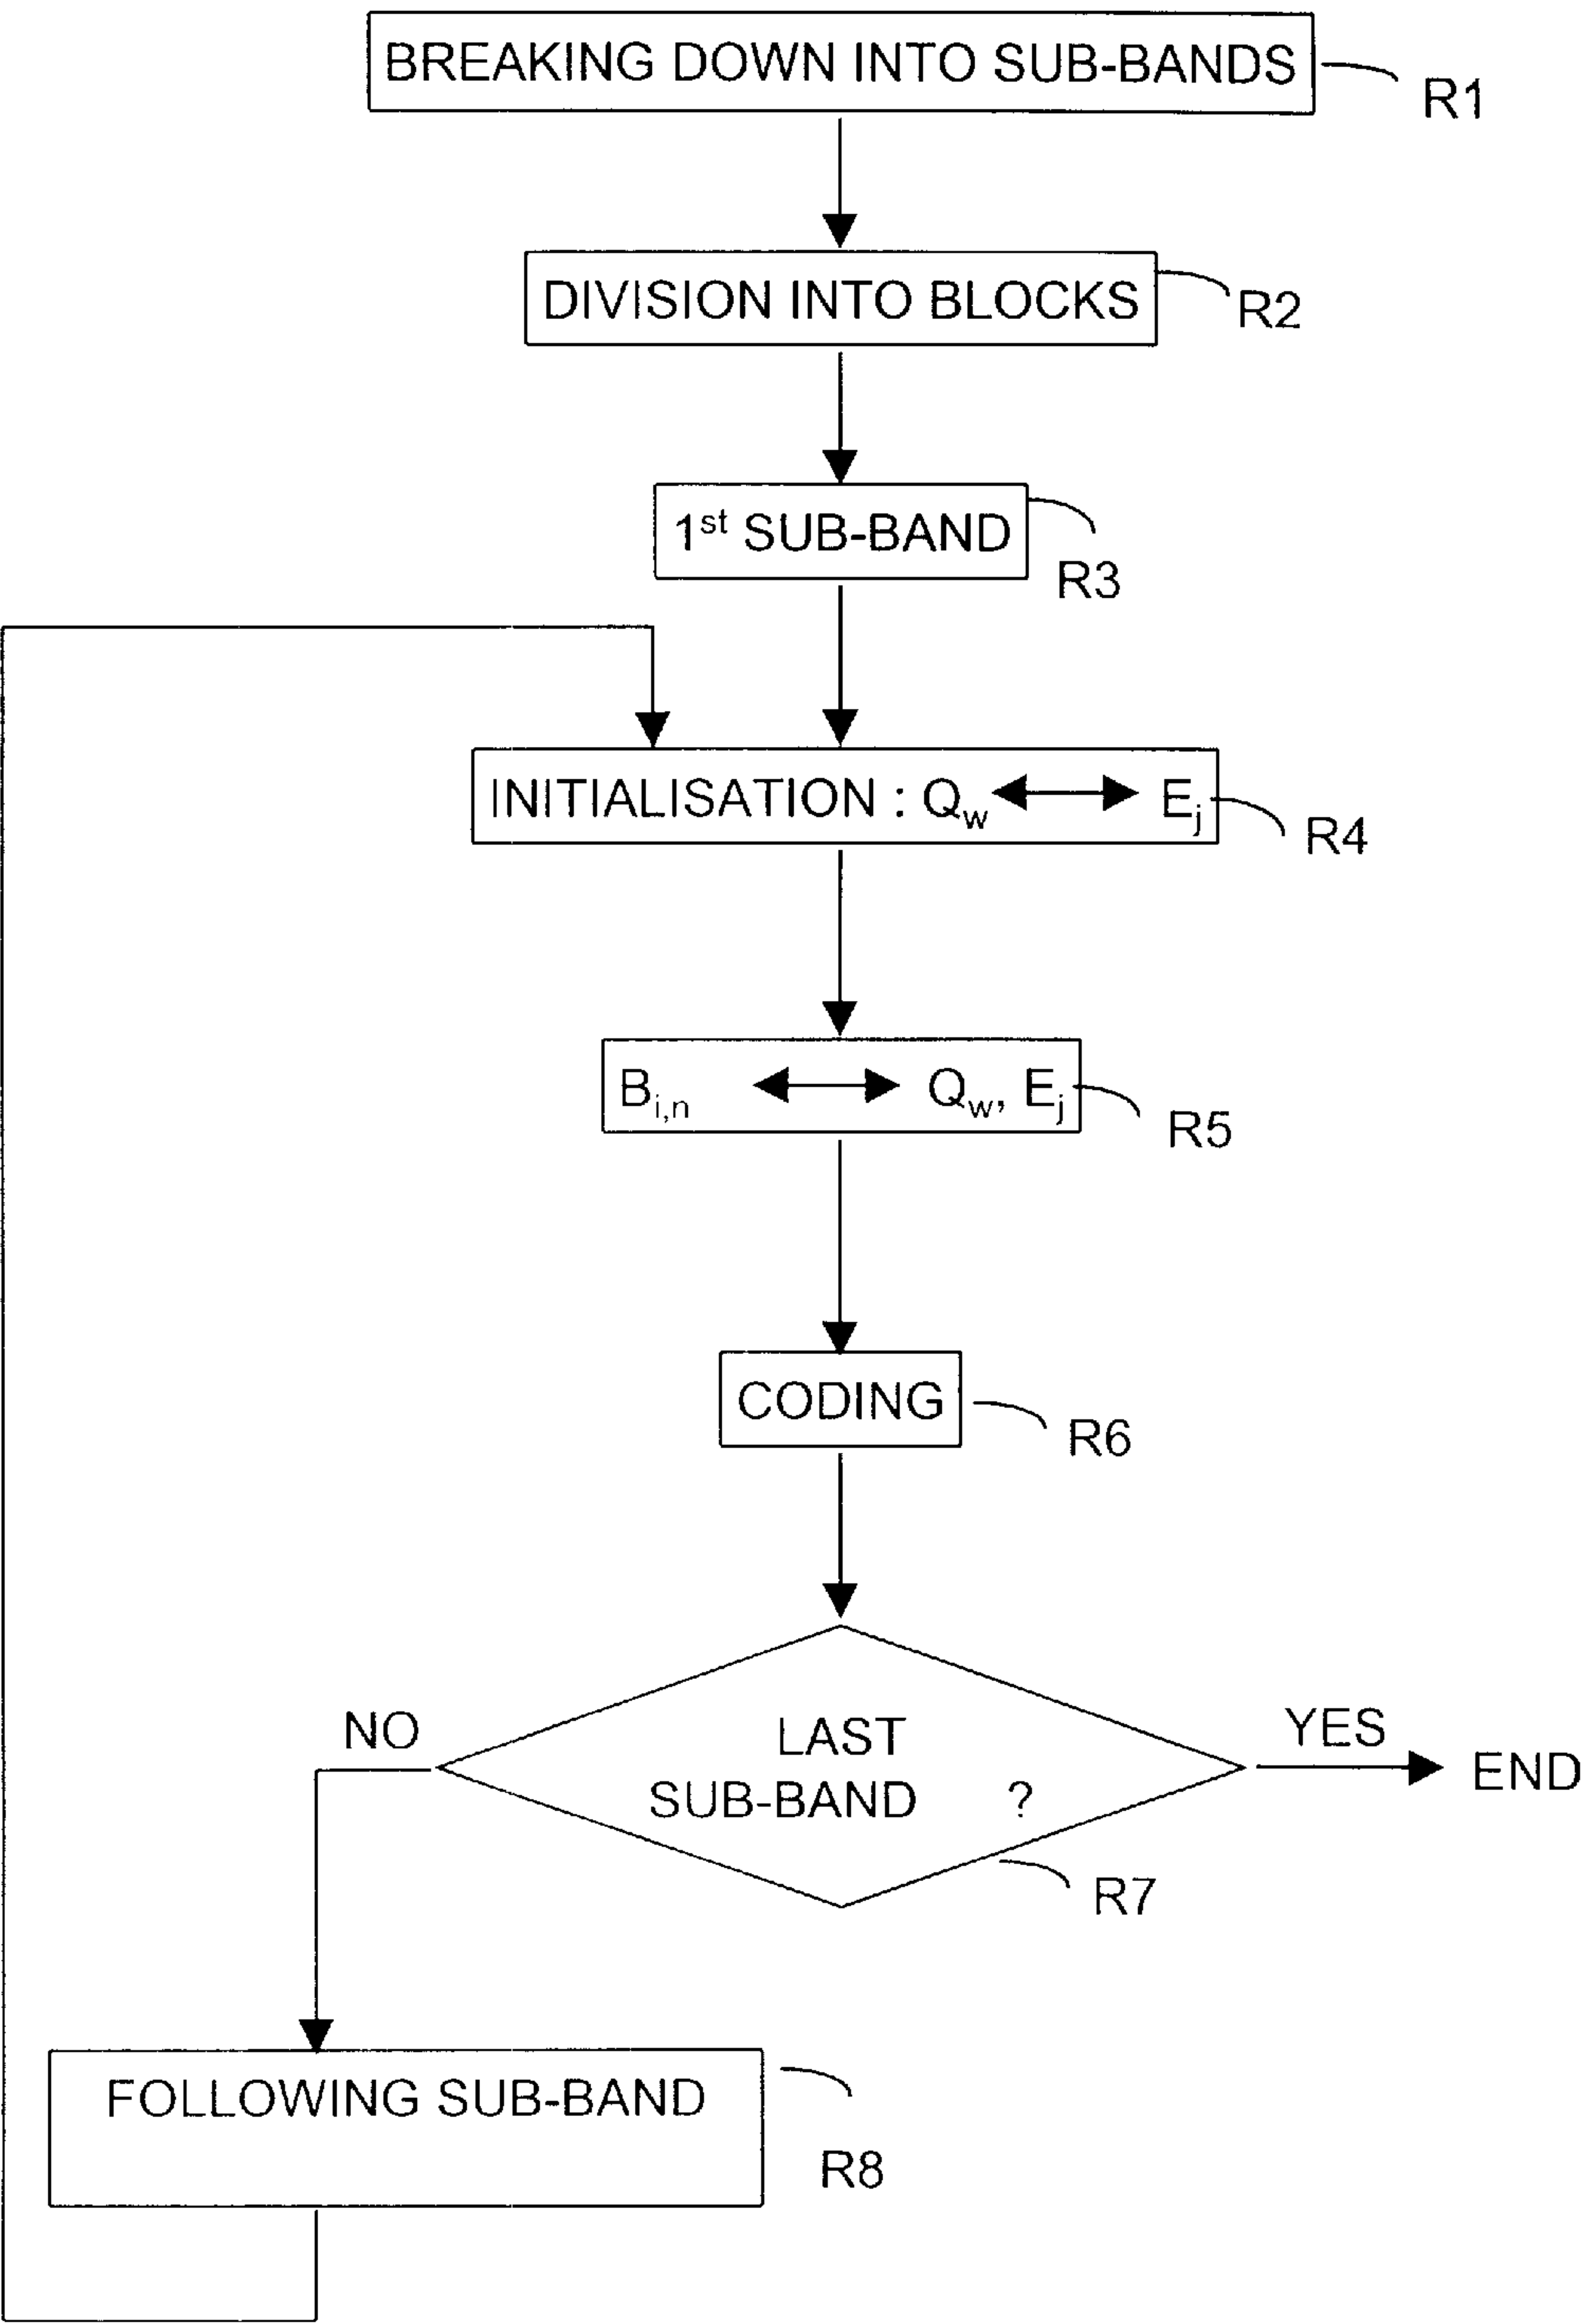 BREAKING DOWN INTO SUB-BANDS
R1
DIVISION INTO BLOCKS
R2
1st SUB-BAND
R3
INITIALISATION : Qw ↔ Ej
R4
Bi,n ↔ Qw, Ej
R5
CODING
R6
LAST
SUB-BAND ?
NO
YES
END
R7
FOLLOWING SUB-BAND
R8